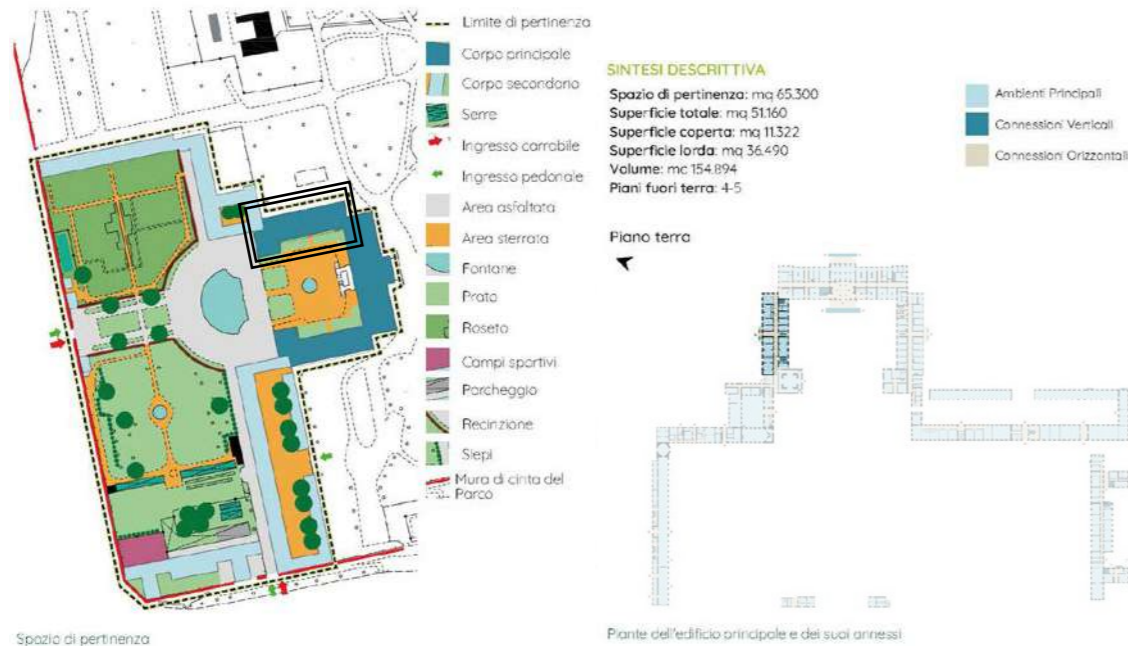 Limite di pertinenza
Corpo principale
Corpo secondario
Serre
Ingresso carrabile
Ingresso pedonale
Area asfaltata
Area sterrata
Fontane
Prato
Roseto
Campi sportivi
Parcheggio
Recinzione
Siepi
Mura di cinta del
Parco
Spazio di pertinenza
SINTESI DESCRITTIVA
Spazio di pertinenza: mq 65.300
Superficie totale: mq 51.160
Superficie coperta: mq 11.322
Superficie lorda: mq 36.490
Volume: mc 154.894
Piani fuori terra: 4-5
Ambienti Principali
Connessioni Verticali
Connessioni Orizzontali
Piano terra
Piante dell'edificio principale e dei suoi annessi